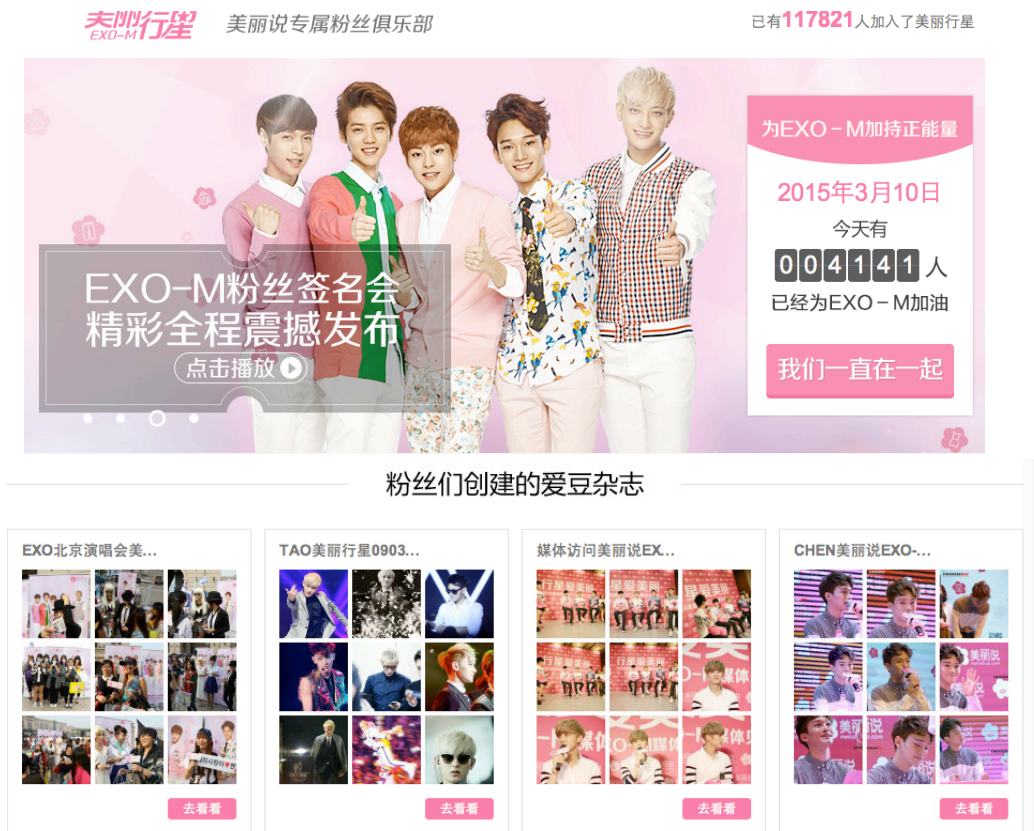 美丽行星
EXO-M
美丽说专属粉丝俱乐部
已有117821人加入了美丽行星
为EXO-M加持正能量
2015年3月10日
今天有
004141人
已经为EXO-M加油
我们一直在一起
EXO-M粉丝签名会
精彩全程震撼发布
点击播放
粉丝们创建的爱豆杂志
EXO北京演唱会美...
TAO美丽行星0903...
媒体访问美丽说EX...
CHEN美丽说EXO-...
去看看
去看看
去看看
去看看